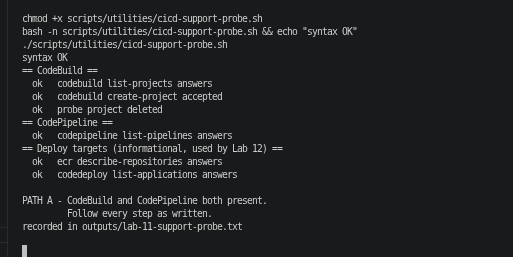 chmod +x scripts/utilities/cicd-support-probe.sh
bash -n scripts/utilities/cicd-support-probe.sh && echo "syntax OK"
./scripts/utilities/cicd-support-probe.sh
syntax OK
== CodeBuild ==
  ok   codebuild list-projects answers
  ok   codebuild create-project accepted
  ok   probe project deleted
== CodePipeline ==
  ok   codepipeline list-pipelines answers
== Deploy targets (informational, used by Lab 12) ==
  ok   ecr describe-repositories answers
  ok   codedeploy list-applications answers

PATH A - CodeBuild and CodePipeline both present.
         Follow every step as written.
recorded in outputs/lab-11-support-probe.txt